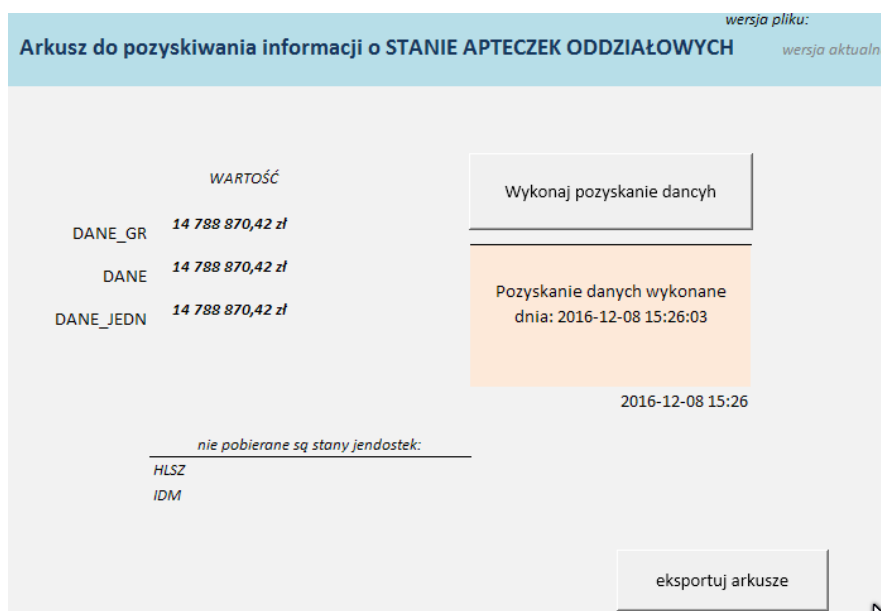 wersja pliku:
Arkusz do pozyskiwania informacji o STANIE APTECZEK ODDZIAŁOWYCH
wersja aktualn
WARTOŚĆ
Wykonaj pozyskanie dancyh
DANE_GR 14 788 870,42 zł
DANE 14 788 870,42 zł
DANE_JEDN 14 788 870,42 zł
Pozyskanie danych wykonane
dnia: 2016-12-08 15:26:03
2016-12-08 15:26
nie pobierane są stany jendostek:
HLSZ
IDM
eksportuj arkusze